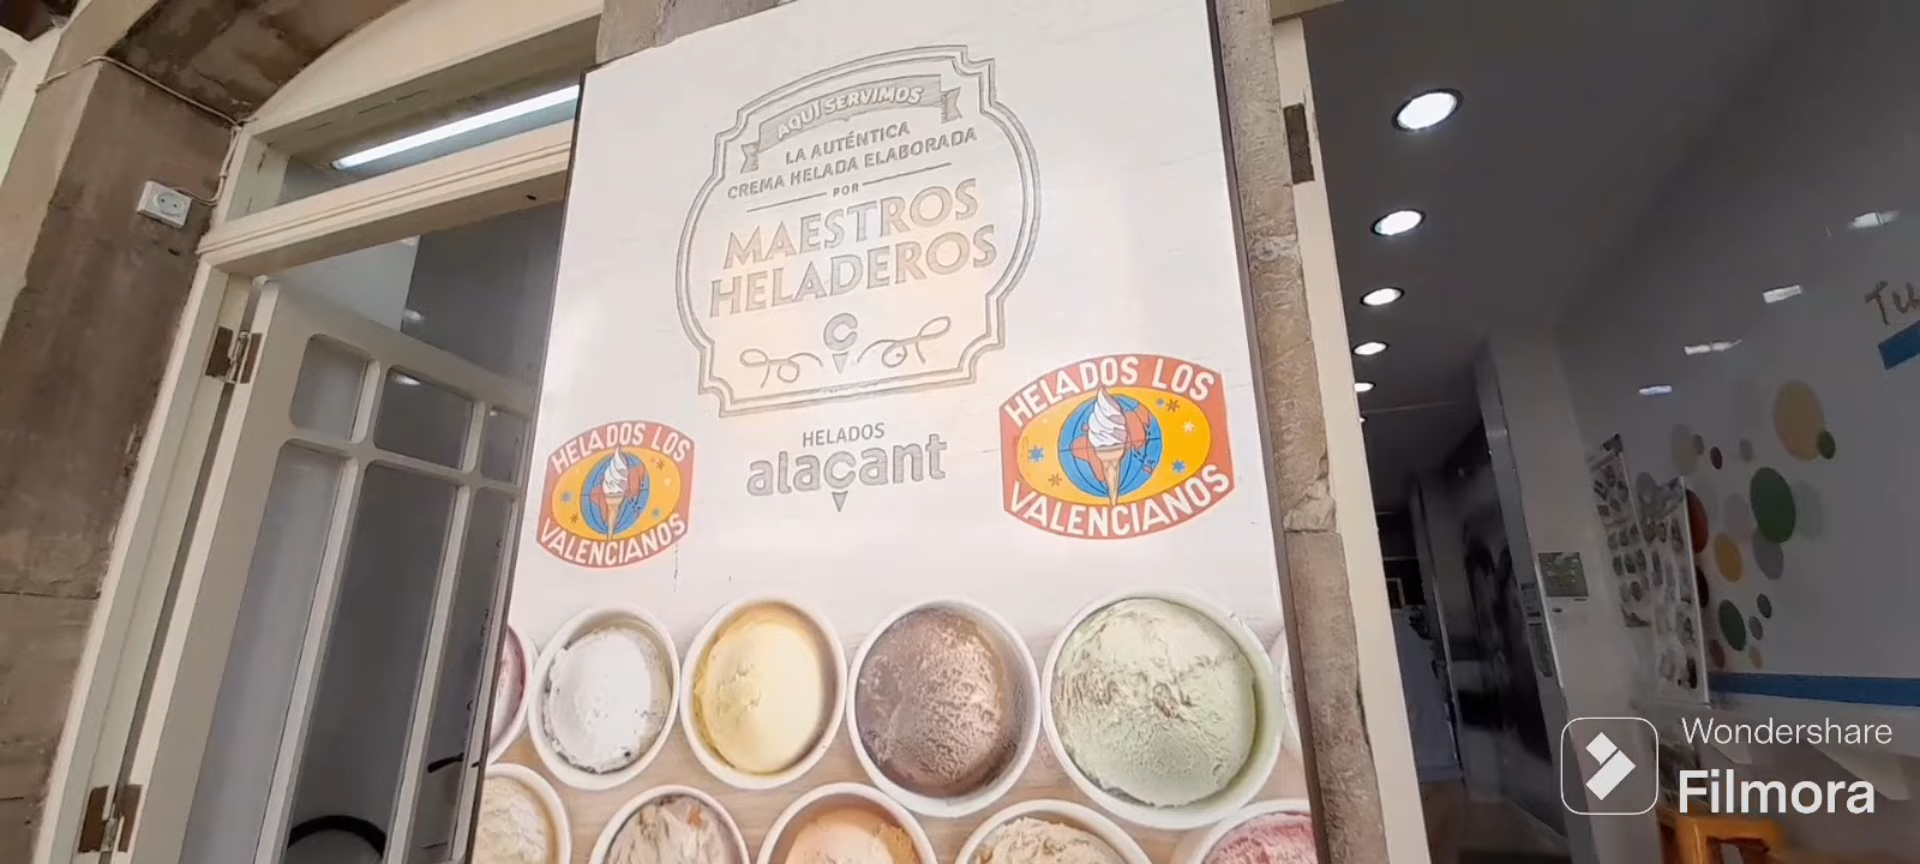 AQUÍ SERVIMOS
LA AUTÉNTICA
CREMA HELADA ELABORADA
POR
MAESTROS
HELADEROS
HELADOS LOS
VALENCIANOS
HELADOS
alaçant
HELADOS LOS
VALENCIANOS
Wondershare
Filmora